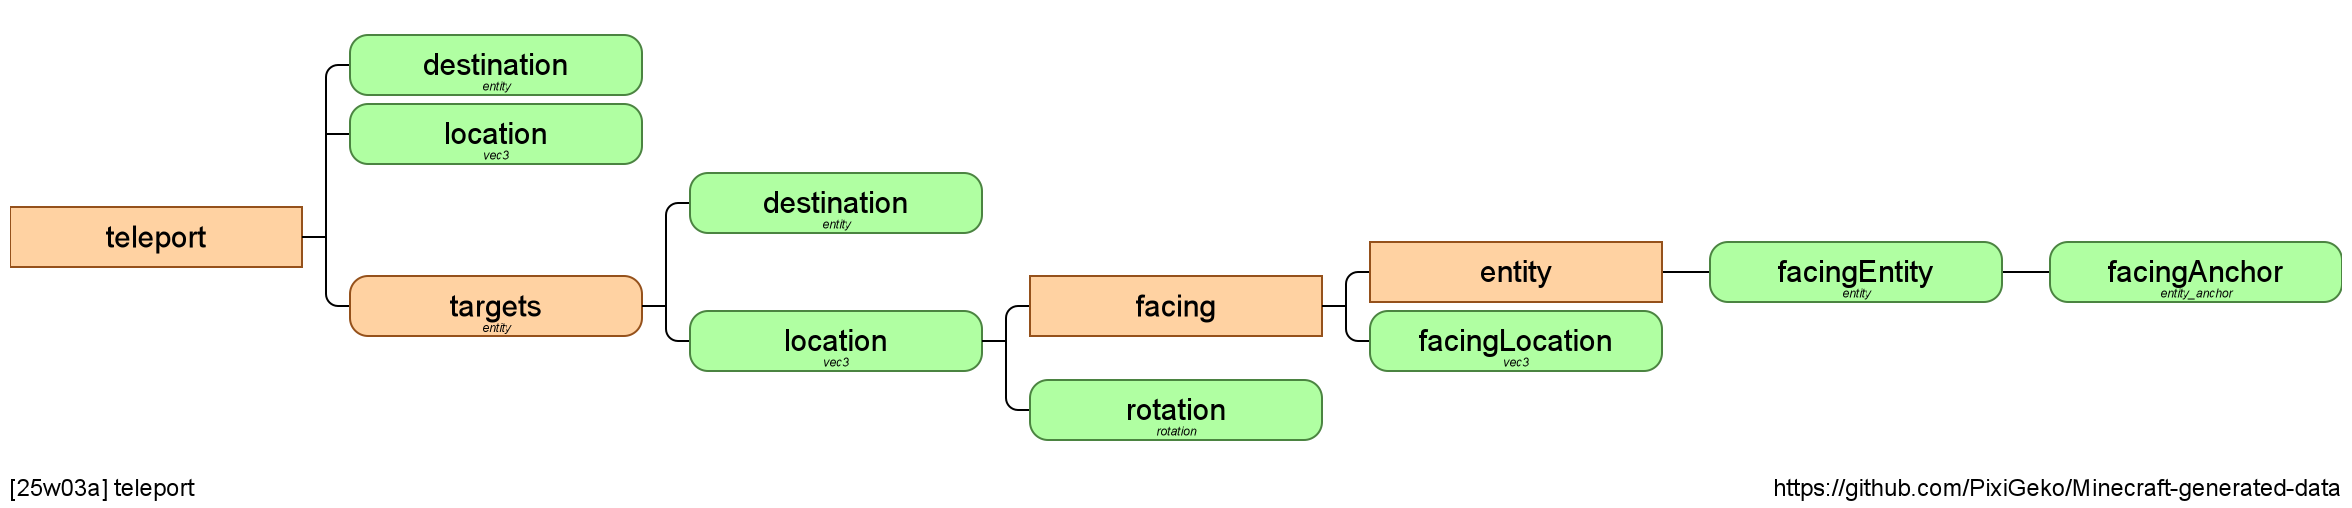 destination
entity
location
vec3
destination
entity
teleport
entity
facingEntity
entity
facingAnchor
entity_anchor
targets
entity
facing
location
vec3
facingLocation
vec3
rotation
rotation
[25w03a] teleport
https://github.com/PixiGeko/Minecraft-generated-data